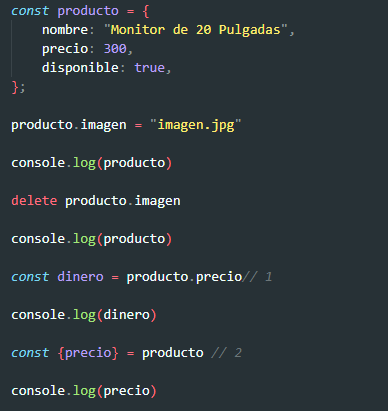 const producto = {
    nombre: "Monitor de 20 Pulgadas",
    precio: 300,
    disponible: true,
};
producto.imagen = "imagen.jpg"
console.log(producto)
delete producto.imagen
console.log(producto)
const dinero = producto.precio// 1
console.log(dinero)
const {precio} = producto // 2
console.log(precio)